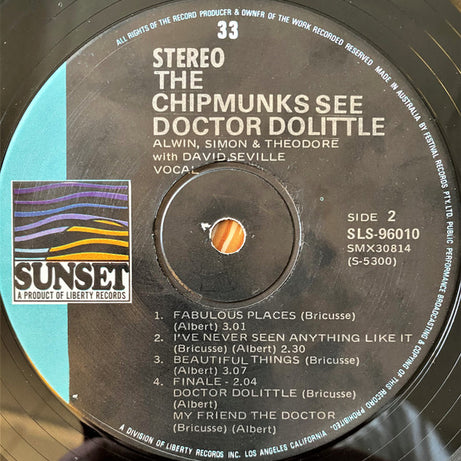 ALL RIGHTS OF THE RECORD PRODUCER & OWNER OF THE WORK RECORDED RESERVED. MADE IN AUSTRALIA BY FESTIVAL RECORDS PTY. LTD. PUBLIC PERFORMANCE BROADCASTING & COPYING OF THIS RECORD PROHIBITED.
33
STEREO
THE
CHIPMUNKS SEE
DOCTOR DOLITTLE
ALWIN, SIMON & THEODORE
with DAVID SEVILLE
VOCAL
SIDE 2
SLS-96010
SMX30814
(S-5300)
SUNSET
A PRODUCT OF LIBERTY RECORDS
1. FABULOUS PLACES (Bricusse)
(Albert) 3.01
2. I'VE NEVER SEEN ANYTHING LIKE IT
(Bricusse) (Albert) 2.30
3. BEAUTIFUL THINGS (Bricusse)
(Albert) 3.07
4. FINALE - 2.04
DOCTOR DOLITTLE (Bricusse)
(Albert)
MY FRIEND THE DOCTOR
(Bricusse) (Albert)
A DIVISION OF LIBERTY RECORDS INC. LOS ANGELES CALIFORNIA